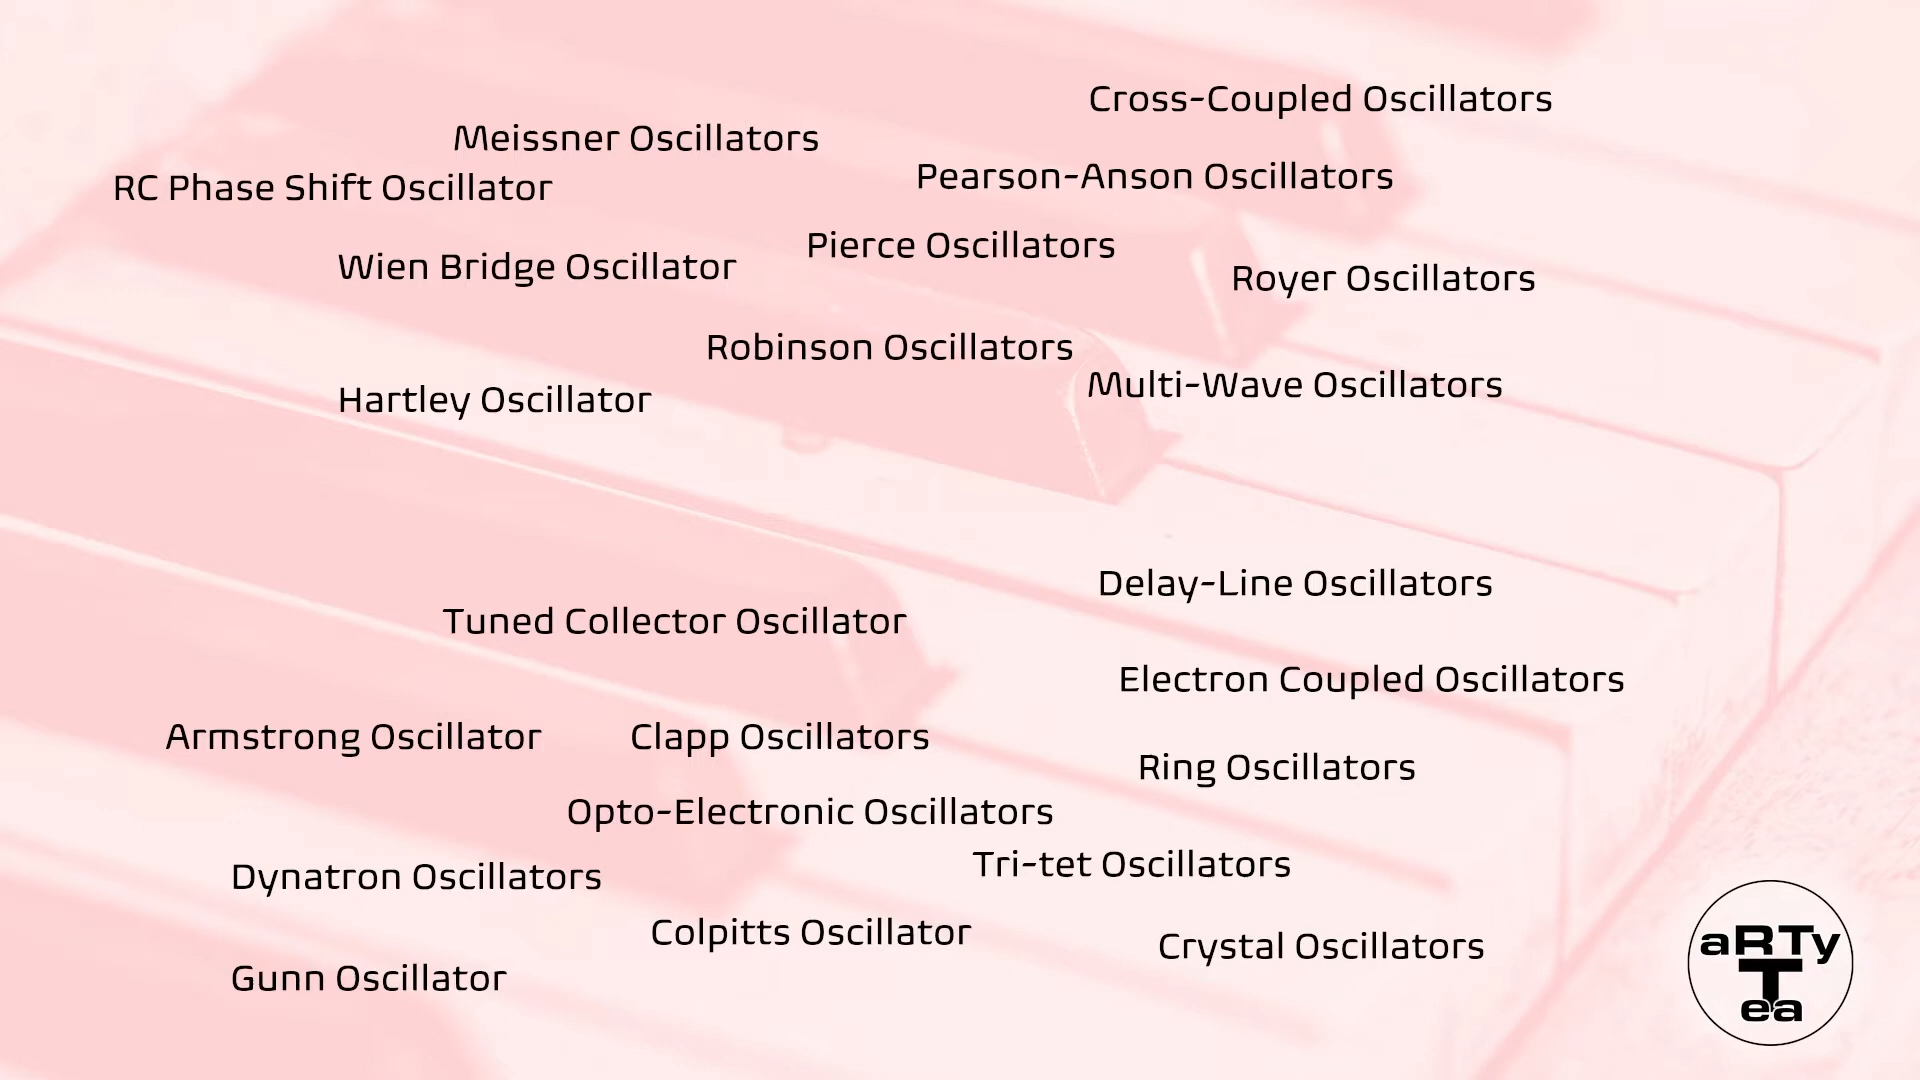 Cross-Coupled Oscillators
Meissner Oscillators
Pearson-Anson Oscillators
RC Phase Shift Oscillator
Pierce Oscillators
Wien Bridge Oscillator
Royer Oscillators
Robinson Oscillators
Multi-Wave Oscillators
Hartley Oscillator
Delay-Line Oscillators
Tuned Collector Oscillator
Electron Coupled Oscillators
Armstrong Oscillator
Clapp Oscillators
Ring Oscillators
Opto-Electronic Oscillators
Tri-tet Oscillators
Dynatron Oscillators
Colpitts Oscillator
Crystal Oscillators
Gunn Oscillator
aRTy
Tea